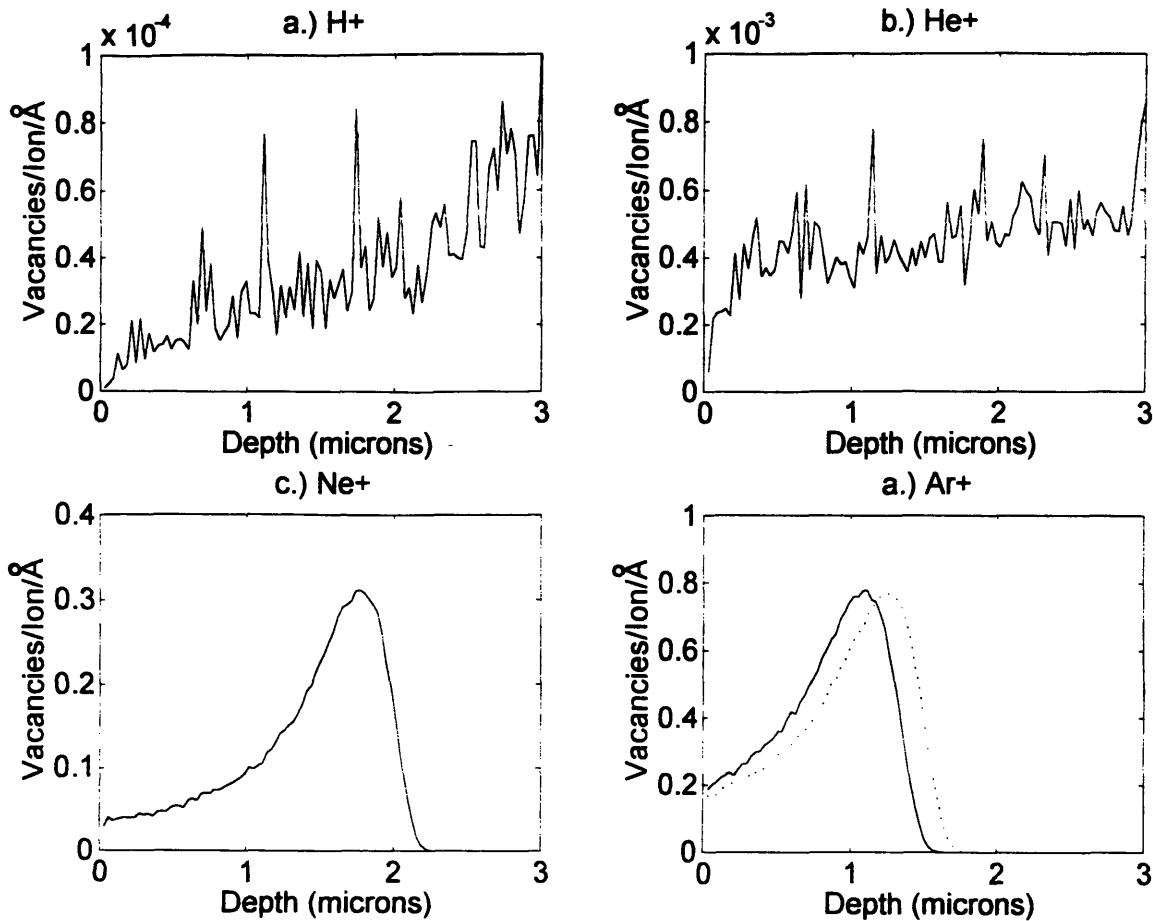 a.) H+
x 10-4
1
0.8
0.6
0.4
0.2
0
Vacancies/Ion/Å
0 1 2 3
Depth (microns)
b.) He+
x 10-3
1
0.8
0.6
0.4
0.2
0
Vacancies/Ion/Å
0 1 2 3
Depth (microns)
c.) Ne+
0.4
0.3
0.2
0.1
0
Vacancies/Ion/Å
0 1 2 3
Depth (microns)
a.) Ar+
1
0.8
0.6
0.4
0.2
0
Vacancies/Ion/Å
0 1 2 3
Depth (microns)